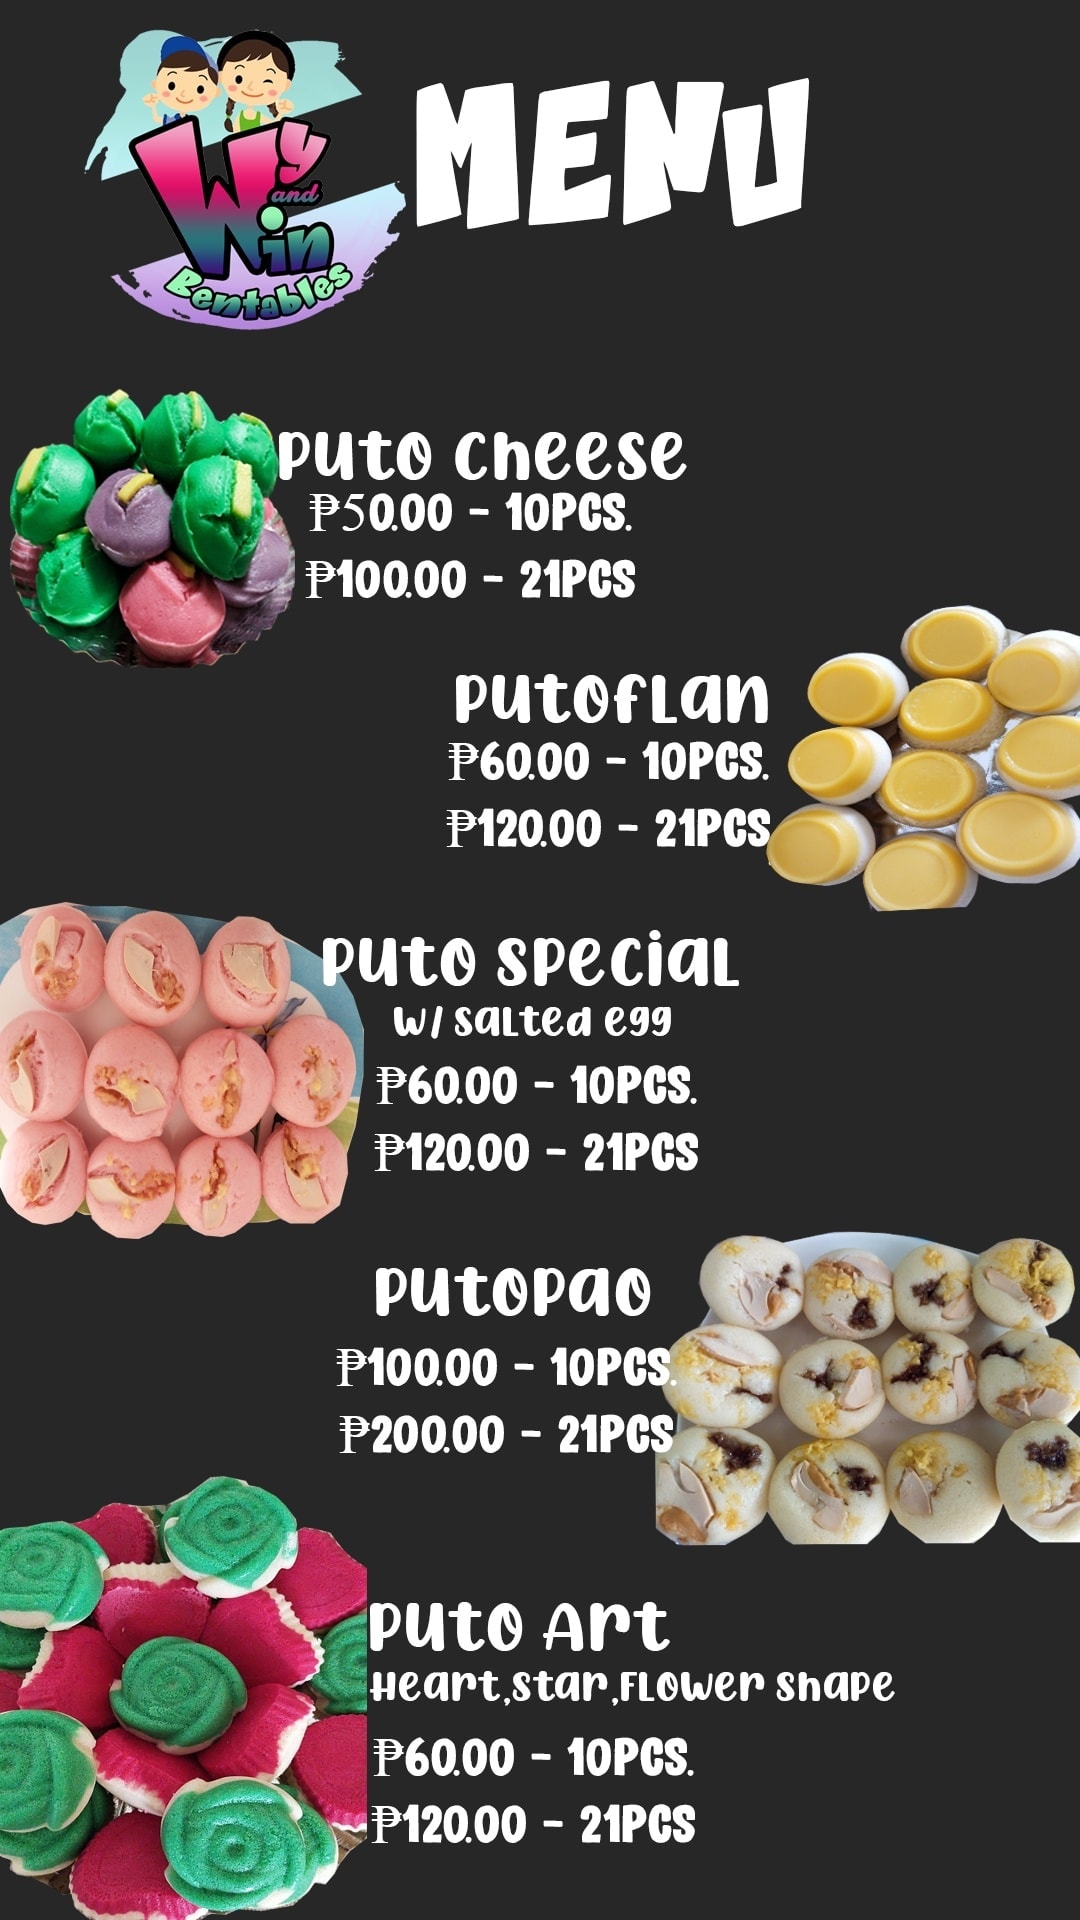 Wy
and
Win
Bentables
MENU
Puto Cheese
₱50.00 - 10PCS.
₱100.00 - 21PCS
Putoflan
₱60.00 - 10PCS.
₱120.00 - 21PCS
Puto Special
w/ salted egg
₱60.00 - 10PCS.
₱120.00 - 21PCS
Putopao
₱100.00 - 10PCS.
₱200.00 - 21PCS
Puto Art
Heart,Star,Flower shape
₱60.00 - 10PCS.
₱120.00 - 21PCS